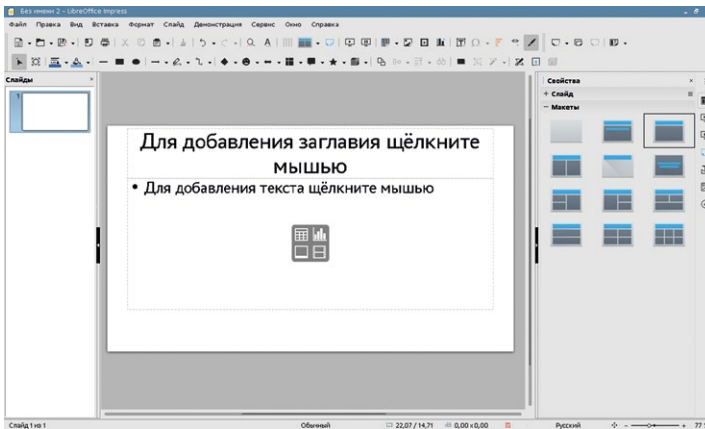 Без имени 2 – LibreOffice Impress
Файл Правка Вид Вставка Формат Слайд Демонстрация Сервис Окно Справка
Слайды
1
Для добавления заглавия щёлкните
мышью
• Для добавления текста щёлкните мышью
Свойства
+ Слайд
− Макеты
Слайд 1 из 1 Обычный 22,07 / 14,71 0,00 x 0,00 Русский 77